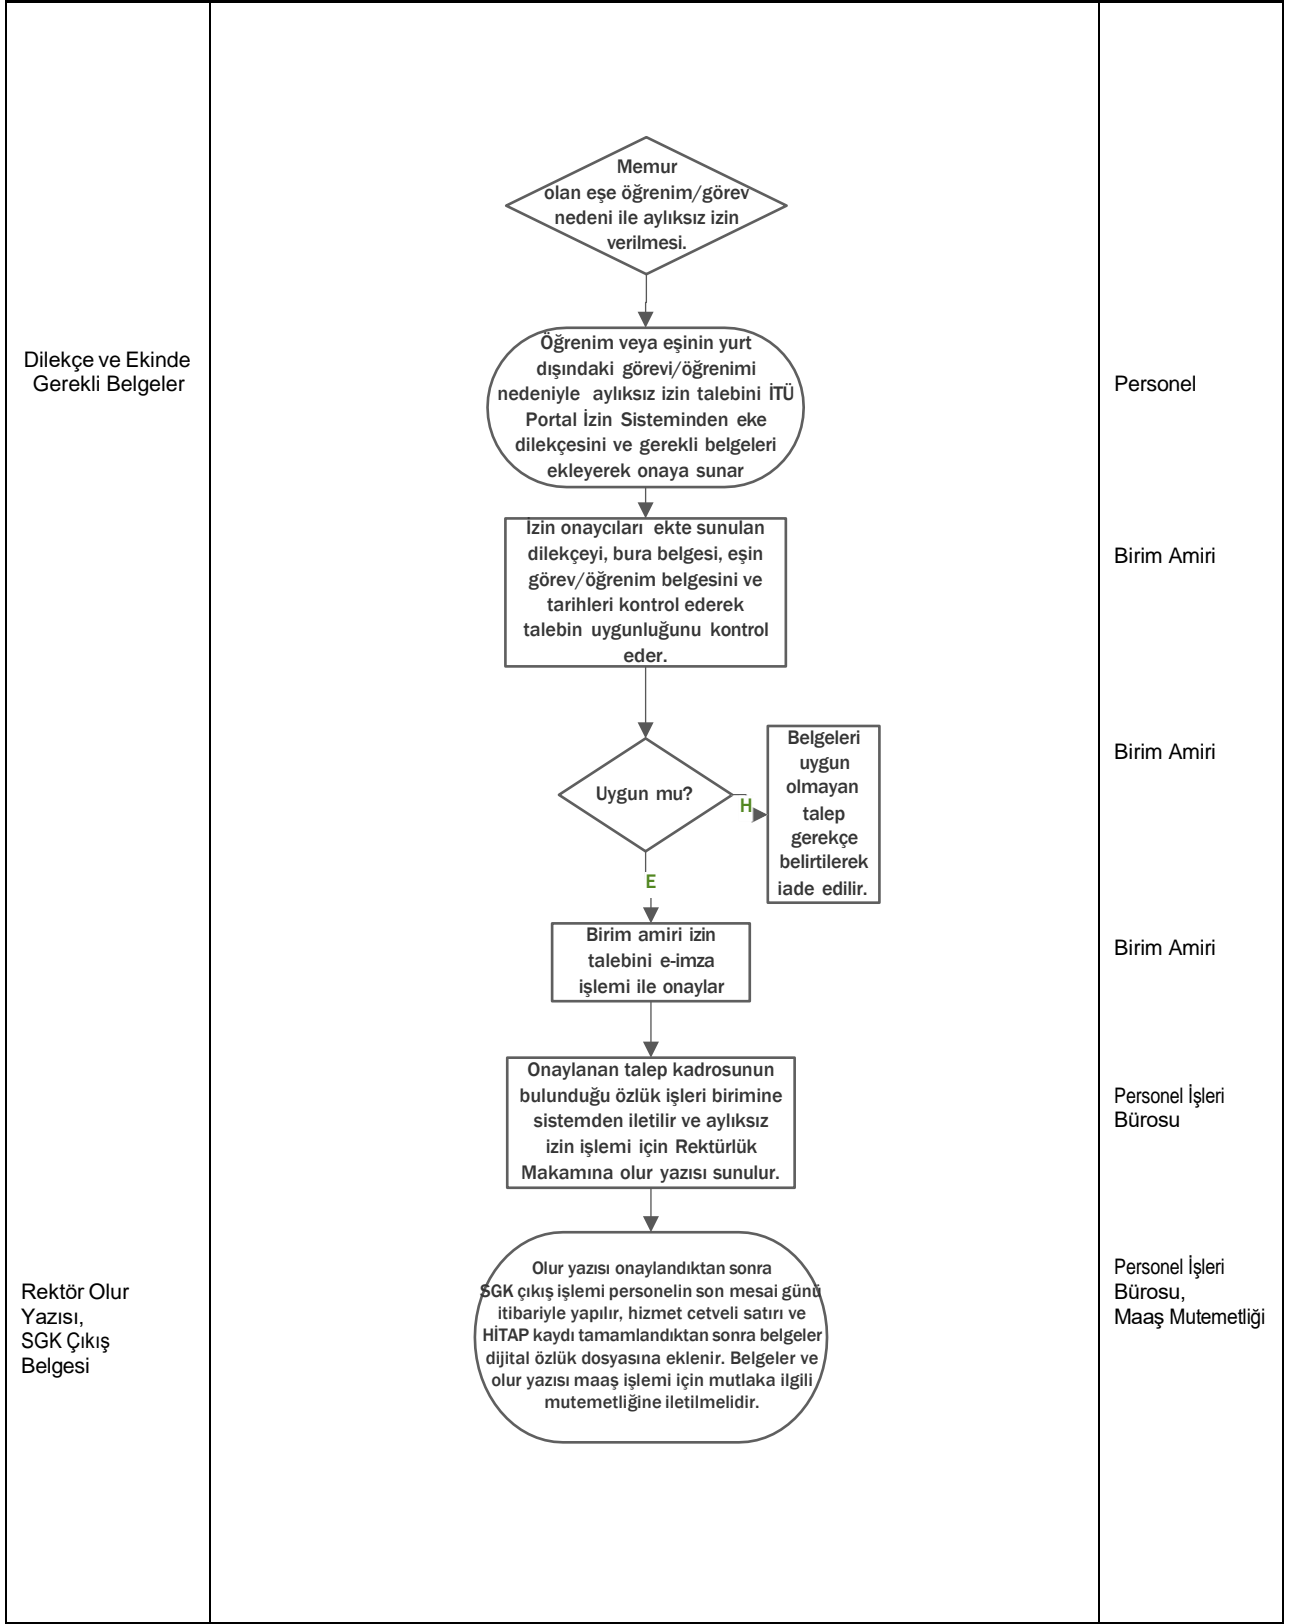 Memur
olan eşe öğrenim/görev
nedeni ile aylıksız izin
verilmesi.
Dilekçe ve Ekinde
Gerekli Belgeler
Öğrenim veya eşinin yurt
dışındaki görevi/öğrenimi
nedeniyle aylıksız izin talebini İTÜ
Portal İzin Sisteminden eke
dilekçesini ve gerekli belgeleri
ekleyerek onaya sunar
Personel
İzin onaycıları ekte sunulan
dilekçeyi, bura belgesi, eşin
görev/öğrenim belgesini ve
tarihleri kontrol ederek
talebin uygunluğunu kontrol
eder.
Birim Amiri
Uygun mu?
H
E
Belgeleri
uygun
olmayan
talep
gerekçe
belirtilerek
iade edilir.
Birim Amiri
Birim amiri izin
talebini e-imza
işlemi ile onaylar
Birim Amiri
Onaylanan talep kadrosunun
bulunduğu özlük işleri birimine
sistemden iletilir ve aylıksız
izin işlemi için Rektürlük
Makamına olur yazısı sunulur.
Personel İşleri
Bürosu
Rektör Olur
Yazısı,
SGK Çıkış
Belgesi
Olur yazısı onaylandıktan sonra
SGK çıkış işlemi personelin son mesai günü
itibariyle yapılır, hizmet cetveli satırı ve
HİTAP kaydı tamamlandıktan sonra belgeler
dijital özlük dosyasına eklenir. Belgeler ve
olur yazısı maaş işlemi için mutlaka ilgili
mutemetliğine iletilmelidir.
Personel İşleri
Bürosu,
Maaş Mutemetliği